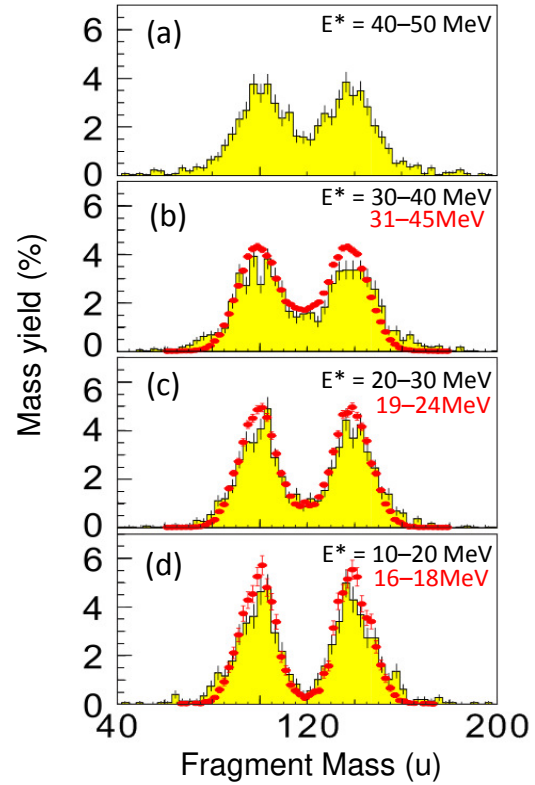 (a)
E* = 40–50 MeV
6
4
2
0
(b)
E* = 30–40 MeV
31–45MeV
6
4
2
0
(c)
E* = 20–30 MeV
19–24MeV
6
4
2
0
(d)
E* = 10–20 MeV
16–18MeV
6
4
2
0
40 120 200
Fragment Mass (u)
Mass yield (%)